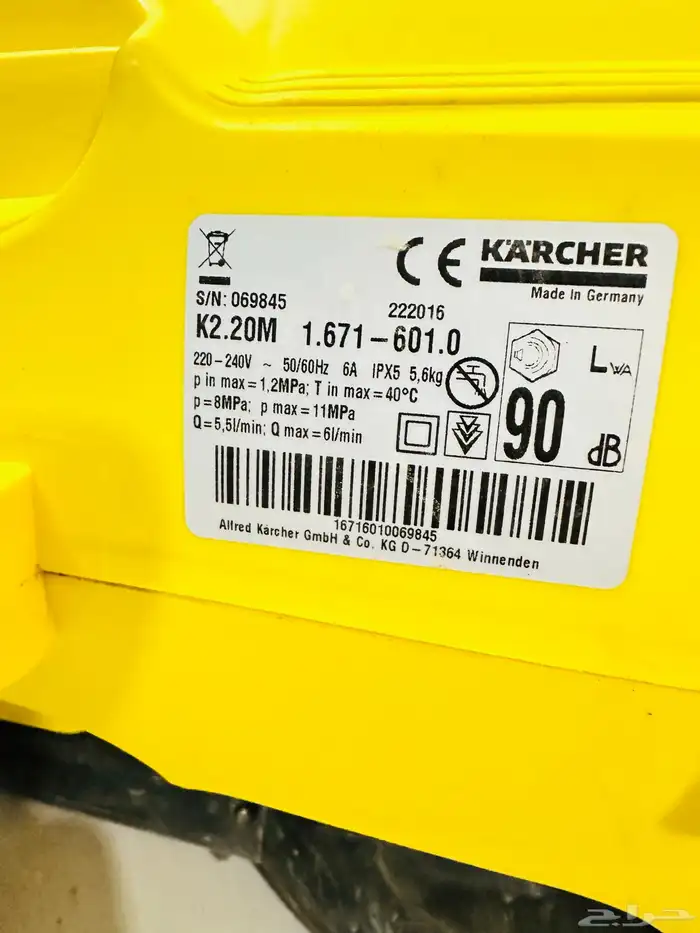 CE KÄRCHER
Made in Germany
S/N: 069845
222016
K2.20M 1.671-601.0
220-240V ~ 50/60Hz 6A IPX5 5,6kg
p in max=1,2MPa; T in max=40°C
p=8MPa; p max=11MPa
Q=5,5l/min; Q max=6l/min
LWA
90 dB
16716010069845
Alfred Kärcher GmbH & Co. KG D-71364 Winnenden
حراج